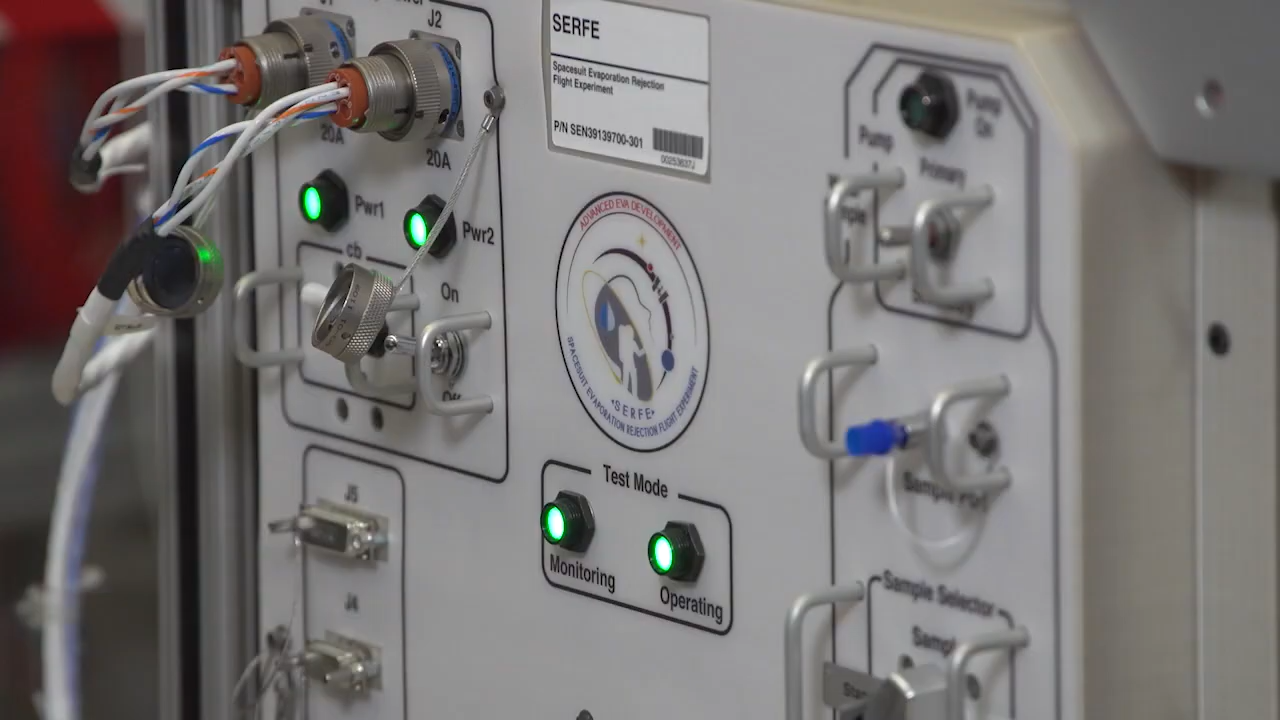 J2
20A
20A
Pwr1
Pwr2
cb
On
Off
J5
J4
SERFE
Spacesuit Evaporation Rejection
Flight Experiment
P/N SEN39139700-301
ADVANCED EVA DEVELOPMENT
SPACESUIT EVAPORATION REJECTION FLIGHT EXPERIMENT
•SERFE•
Test Mode
Monitoring
Operating
Pump
On
Pump
Primary
Sample Port
Sample Selector